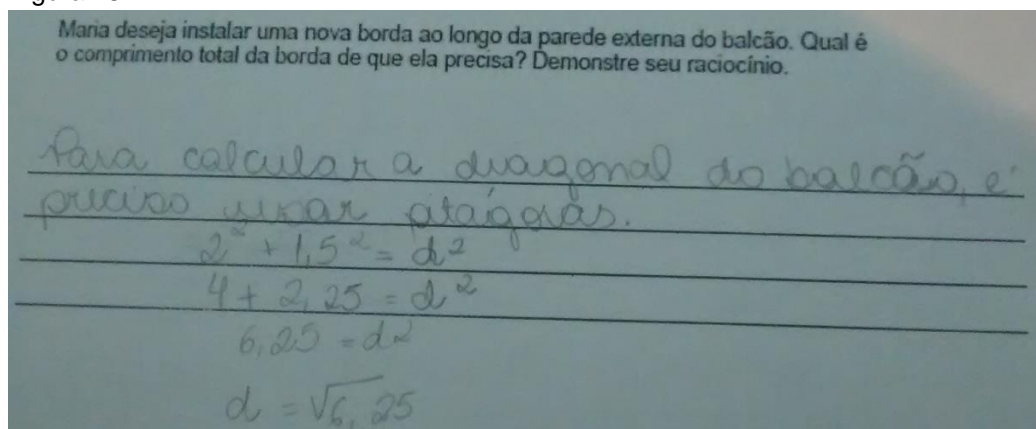 Maria deseja instalar uma nova borda ao longo da parede externa do balcão. Qual é
o comprimento total da borda de que ela precisa? Demonstre seu raciocínio.
Para calcular a diagonal do balcão, é
preciso pitágoras.
2² + 1,5² = d²
4 + 2,25 = d²
6,25 = d²
d = √6,25